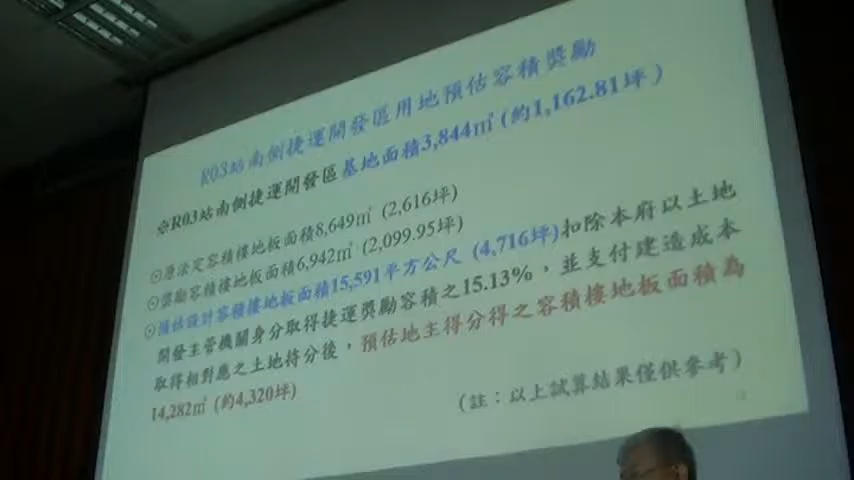 R03站南側捷運開發區用地預估容積獎勵
※R03站南側捷運開發區基地面積3,844㎡(約1,162.81坪)
⊙原法定容積樓地板面積8,649㎡ (2,616坪)
⊙獎勵容積樓地板面積6,942㎡ (2,099.95坪)
⊙預估設計容積樓地板面積15,591平方公尺 (4,716坪)扣除本府以土地
開發主管機關身分取得捷運獎勵容積之15.13%，並支付建造成本
取得相對應之土地持分後，預估地主得分得之容積樓地板面積為
14,282㎡ (約4,320坪)
(註：以上試算結果僅供參考)